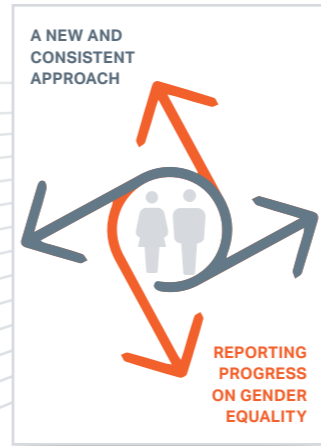 A NEW AND
CONSISTENT
APPROACH
REPORTING
PROGRESS
ON GENDER
EQUALITY